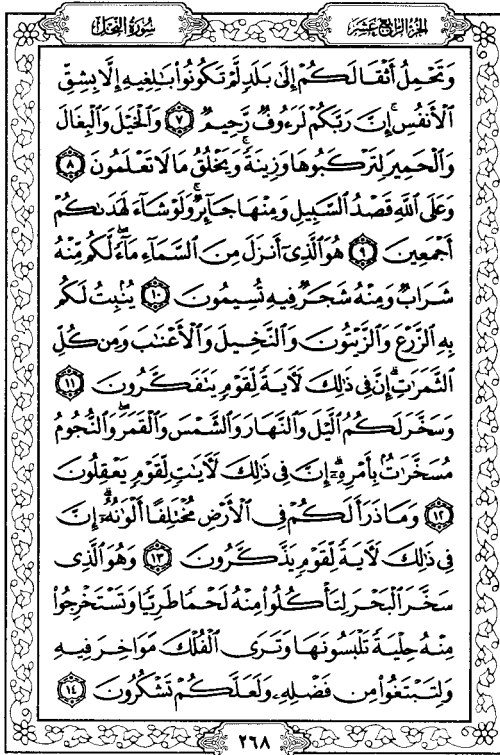 الجزء الرابع عشر
سورة النحل
وَتَحْمِلُ أَثْقَالَكُمْ إِلَىٰ بَلَدٍ لَّمْ تَكُونُوا۟ بَـٰلِغِيهِ إِلَّا بِشِقِّ
ٱلْأَنفُسِ ۚ إِنَّ رَبَّكُمْ لَرَءُوفٌ رَّحِيمٌ ٧ وَٱلْخَيْلَ وَٱلْبِغَالَ
وَٱلْحَمِيرَ لِتَرْكَبُوهَا وَزِينَةً ۚ وَيَخْلُقُ مَا لَا تَعْلَمُونَ ٨
وَعَلَى ٱللَّهِ قَصْدُ ٱلسَّبِيلِ وَمِنْهَا جَآئِرٌ ۚ وَلَوْ شَآءَ لَهَدَىٰكُمْ
أَجْمَعِينَ ٩ هُوَ ٱلَّذِىٓ أَنزَلَ مِنَ ٱلسَّمَآءِ مَآءً ۖ لَّكُم مِّنْهُ
شَرَابٌ وَمِنْهُ شَجَرٌ فِيهِ تُسِيمُونَ ١٠ يُنۢبِتُ لَكُم
بِهِ ٱلزَّرْعَ وَٱلزَّيْتُونَ وَٱلنَّخِيلَ وَٱلْأَعْنَـٰبَ وَمِن كُلِّ
ٱلثَّمَرَٰتِ ۗ إِنَّ فِى ذَٰلِكَ لَـَٔايَةً لِّقَوْمٍ يَتَفَكَّرُونَ ١١
وَسَخَّرَ لَكُمُ ٱلَّيْلَ وَٱلنَّهَارَ وَٱلشَّمْسَ وَٱلْقَمَرَ ۖ وَٱلنُّجُومُ
مُسَخَّرَٰتٌۢ بِأَمْرِهِۦٓ ۗ إِنَّ فِى ذَٰلِكَ لَـَٔايَـٰتٍ لِّقَوْمٍ يَعْقِلُونَ
١٢ وَمَا ذَرَأَ لَكُمْ فِى ٱلْأَرْضِ مُخْتَلِفًا أَلْوَٰنُهُۥٓ ۗ إِنَّ
فِى ذَٰلِكَ لَـَٔايَةً لِّقَوْمٍ يَذَّكَّرُونَ ١٣ وَهُوَ ٱلَّذِى
سَخَّرَ ٱلْبَحْرَ لِتَأْكُلُوا۟ مِنْهُ لَحْمًا طَرِيًّا وَتَسْتَخْرِجُوا۟
مِنْهُ حِلْيَةً تَلْبَسُونَهَا وَتَرَى ٱلْفُلْكَ مَوَاخِرَ فِيهِ
وَلِتَبْتَغُوا۟ مِن فَضْلِهِۦ وَلَعَلَّكُمْ تَشْكُرُونَ ١٤
٢٦٨